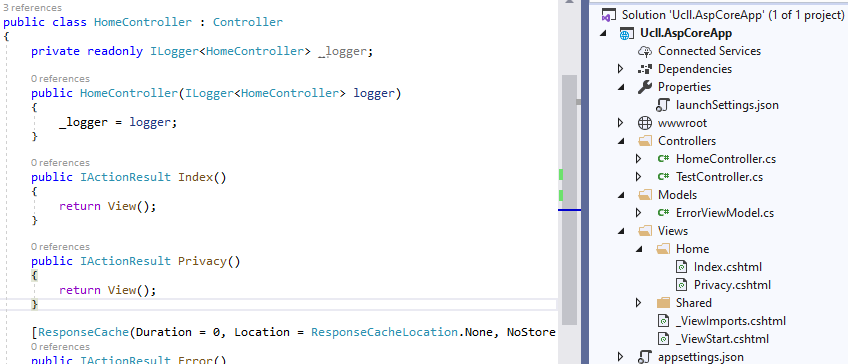 3 references
public class HomeController : Controller
{
private readonly ILogger<HomeController> _logger;
0 references
public HomeController(ILogger<HomeController> logger)
{
_logger = logger;
}
0 references
public IActionResult Index()
{
return View();
}
0 references
public IActionResult Privacy()
{
return View();
}
[ResponseCache(Duration = 0, Location = ResponseCacheLocation.None, NoStore
0 references
public IActionResult Error()
Solution 'Ucll.AspCoreApp' (1 of 1 project)
Ucll.AspCoreApp
Connected Services
Dependencies
Properties
launchSettings.json
wwwroot
Controllers
C# HomeController.cs
C# TestController.cs
Models
C# ErrorViewModel.cs
Views
Home
Index.cshtml
Privacy.cshtml
Shared
_ViewImports.cshtml
_ViewStart.cshtml
appsettings.json